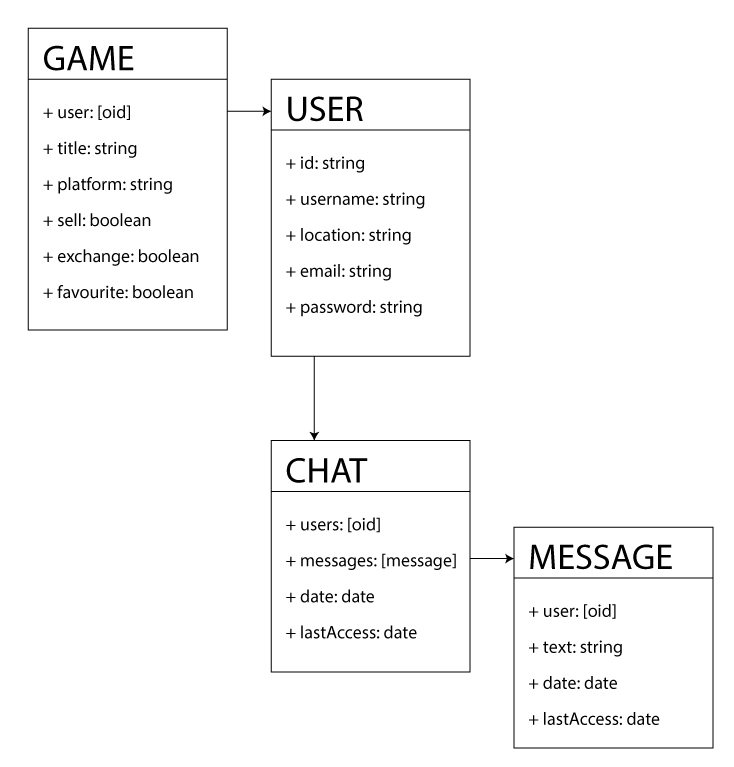 GAME
+ user: [oid]
+ title: string
+ platform: string
+ sell: boolean
+ exchange: boolean
+ favourite: boolean
USER
+ id: string
+ username: string
+ location: string
+ email: string
+ password: string
CHAT
+ users: [oid]
+ messages: [message]
+ date: date
+ lastAccess: date
MESSAGE
+ user: [oid]
+ text: string
+ date: date
+ lastAccess: date